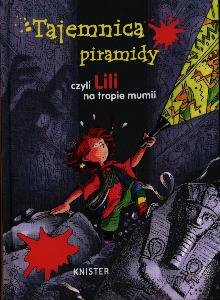 Tajemnica
piramidy
czyli Lili
na tropie mumii
KNISTER